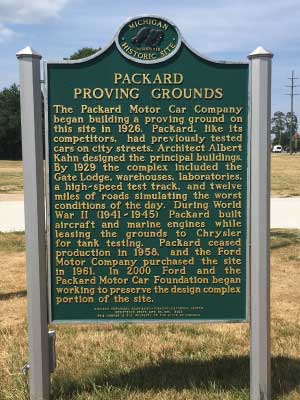 MICHIGAN
HISTORIC SITE
PACKARD
PROVING GROUNDS
The Packard Motor Car Company
began building a proving ground on
this site in 1926. Packard, like its
competitors, had previously tested
cars on city streets. Architect Albert
Kahn designed the principal buildings.
By 1929 the complex included the
Gate Lodge, warehouses, laboratories,
a high-speed test track, and twelve
miles of roads simulating the worst
conditions of the day. During World
War II (1941-1945) Packard built
aircraft and marine engines while
leasing the grounds to Chrysler
for tank testing. Packard ceased
production in 1958, and the Ford
Motor Company purchased the site
in 1961. In 2000 Ford and the
Packard Motor Car Foundation began
working to preserve the design complex
portion of the site.